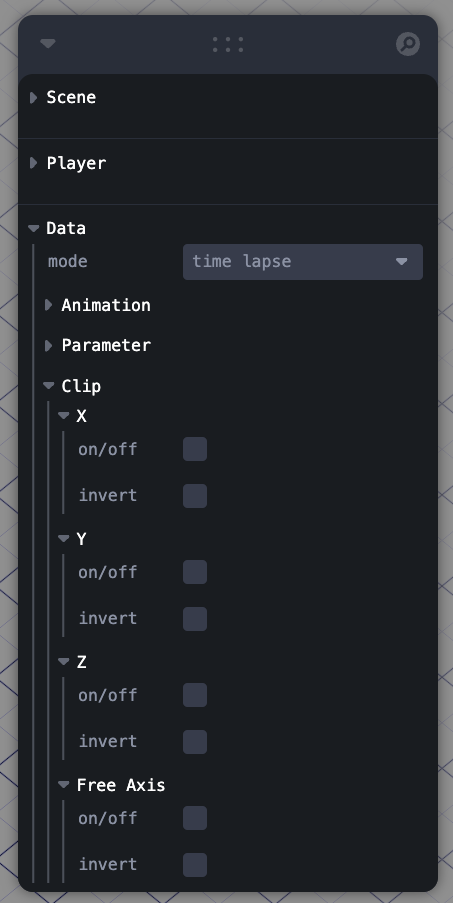 Scene
Player
Data
mode time lapse
Animation
Parameter
Clip
X
on/off
invert
Y
on/off
invert
Z
on/off
invert
Free Axis
on/off
invert